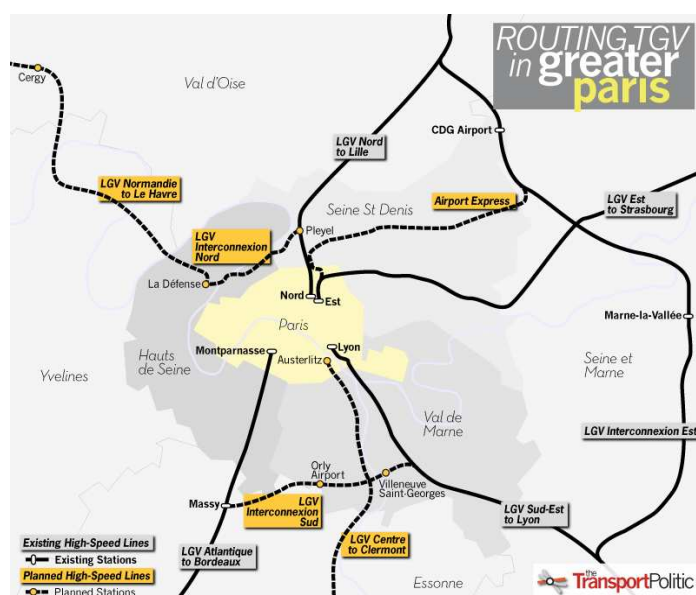 ROUTING TGV
in greater
paris
Cergy
Val d'Oise
CDG Airport
LGV Nord
to Lille
LGV Normandie
to Le Havre
Airport Express
LGV Est
to Strasbourg
Seine St Denis
LGV
Interconnexion
Nord
Pleyel
La Défense
Nord
Est
Marne-la-Vallée
Paris
Lyon
Montparnasse
Austerlitz
Hauts
de Seine
Yvelines
Seine et
Marne
Val de
Marne
LGV Interconnexion Est
Orly
Airport
Villeneuve
Saint-Georges
Massy
LGV
Interconnexion
Sud
LGV Sud-Est
to Lyon
Existing High-Speed Lines
Existing Stations
LGV Atlantique
to Bordeaux
LGV Centre
to Clermont
Planned High-Speed Lines
Planned Stations
Essonne
the
TransportPolitic